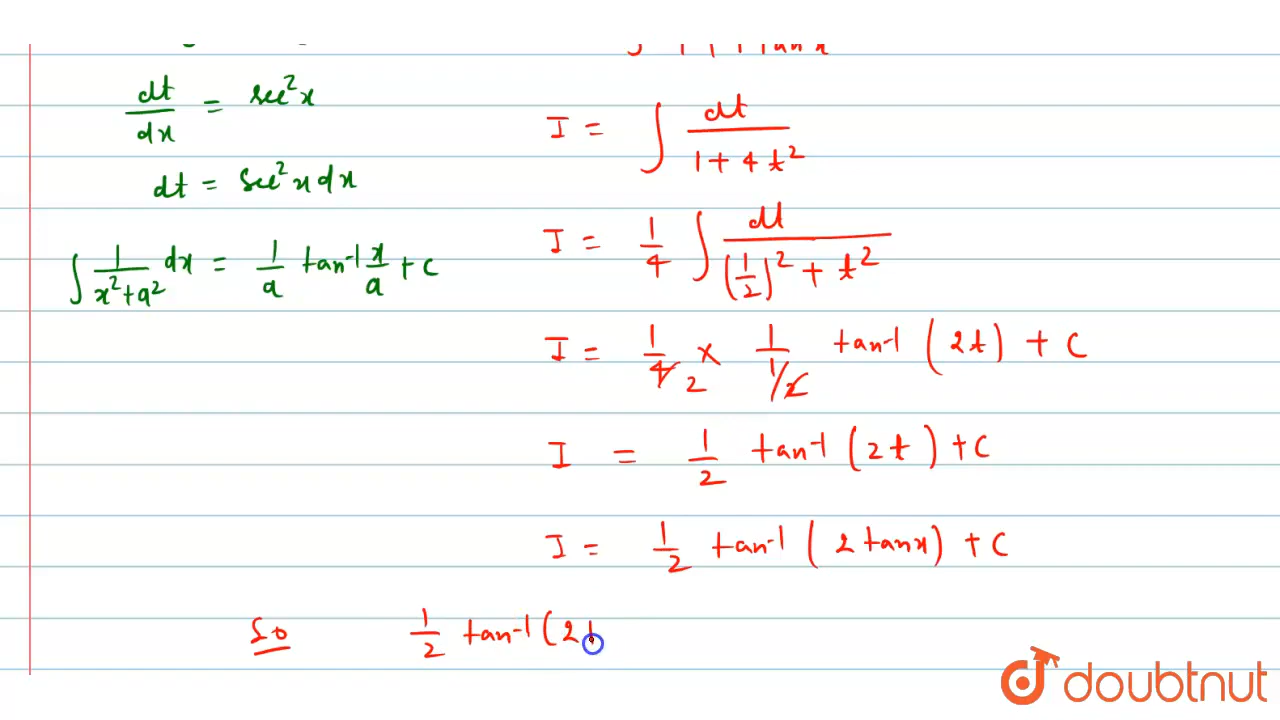 dt/dx = sec²x
dt = sec²x dx
∫ 1/(x²+a²) dx = 1/a tan-1 x/a + C
tan x
I = ∫ dt/(1+4t²)
I = 1/4 ∫ dt/((1/2)² + t²)
I = 1/4 2 × 1/(1/2) tan-1 (2t) + C
I = 1/2 tan-1 (2t) + C
I = 1/2 tan-1 (2 tanx) + C
So 1/2 tan-1 (2t
doubtnut